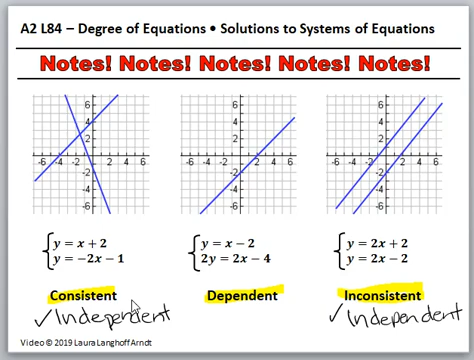 A2 L84 – Degree of Equations • Solutions to Systems of Equations
Notes! Notes! Notes! Notes! Notes!
6 4 2 -6 -4 -2 2 4 6 -2 -4 -6
6 4 2 -6 -4 -2 2 4 6 -2 -4 -6
6 4 2 -6 -4 -2 2 4 6 -2 -4 -6
y = x + 2
y = −2x − 1
y = x − 2
2y = 2x − 4
y = 2x + 2
y = 2x − 2
Consistent Dependent Inconsistent
✓Independent ✓Independent
Video © 2019 Laura Langhoff Arndt